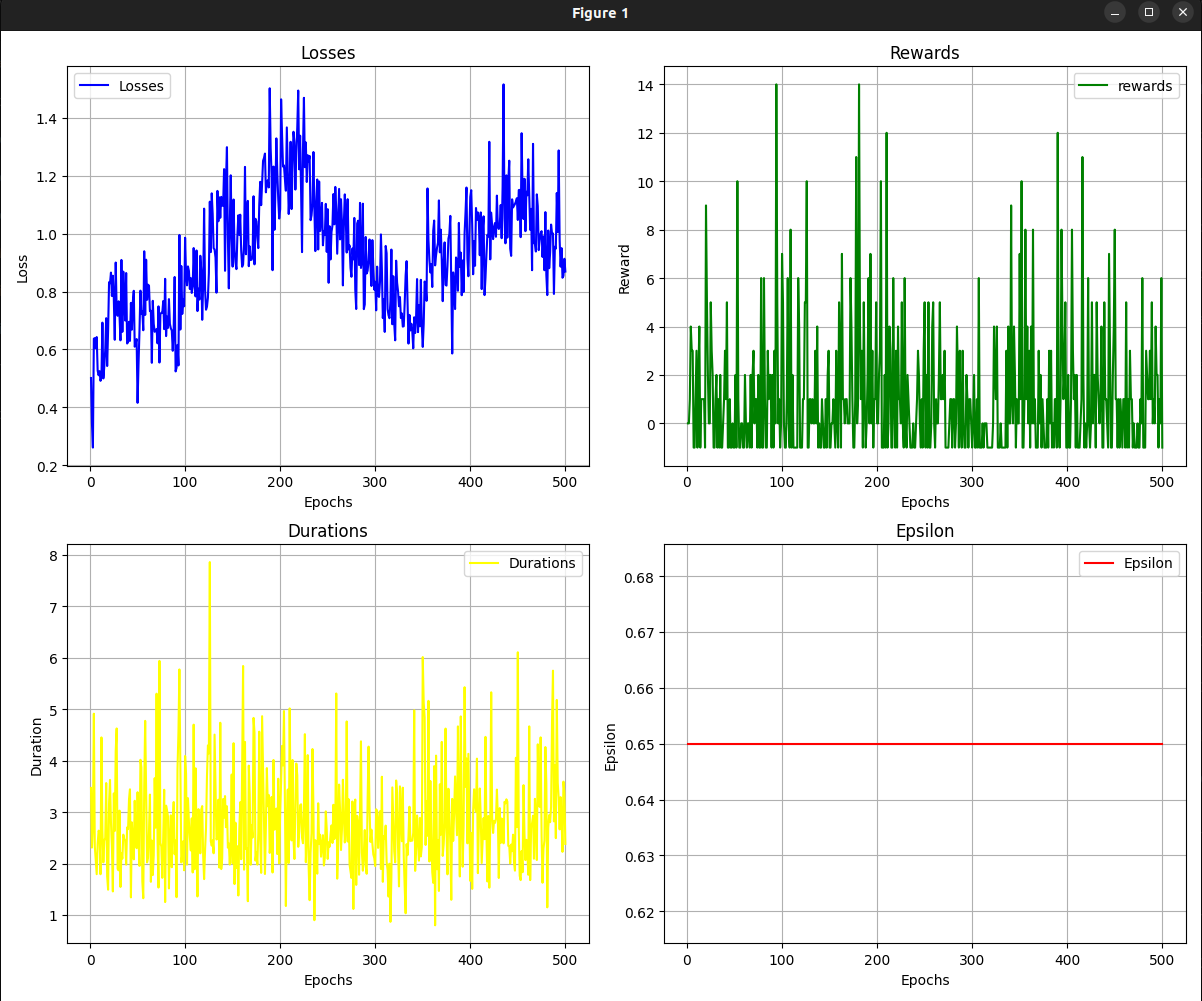 Figure 1
Losses
Losses
1.4
1.2
1.0
0.8
0.6
0.4
0.2
Loss
0 100 200 300 400 500
Epochs
Rewards
rewards
14
12
10
8
6
4
2
0
Reward
0 100 200 300 400 500
Epochs
Durations
Durations
8
7
6
5
4
3
2
1
Duration
0 100 200 300 400 500
Epochs
Epsilon
Epsilon
0.68
0.67
0.66
0.65
0.64
0.63
0.62
Epsilon
0 100 200 300 400 500
Epochs